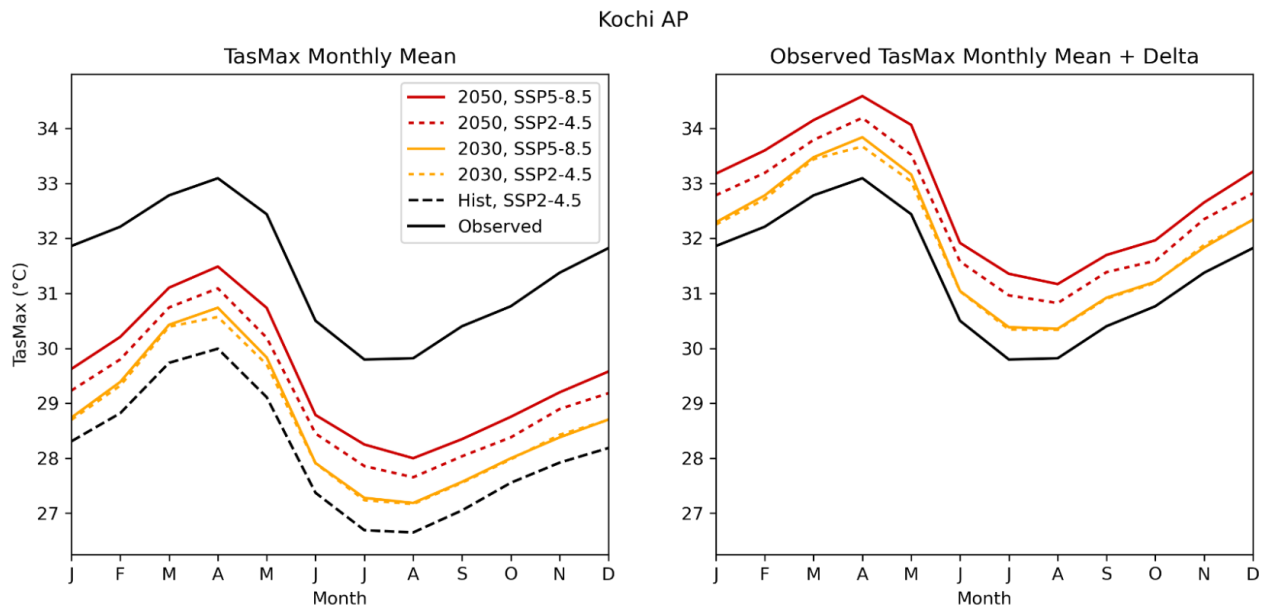 Kochi AP
TasMax Monthly Mean
TasMax (°C)
34
33
32
31
30
29
28
27
2050, SSP5-8.5
2050, SSP2-4.5
2030, SSP5-8.5
2030, SSP2-4.5
Hist, SSP2-4.5
Observed
J F M A M J J A S O N D
Month
Observed TasMax Monthly Mean + Delta
34
33
32
31
30
29
28
27
J F M A M J J A S O N D
Month